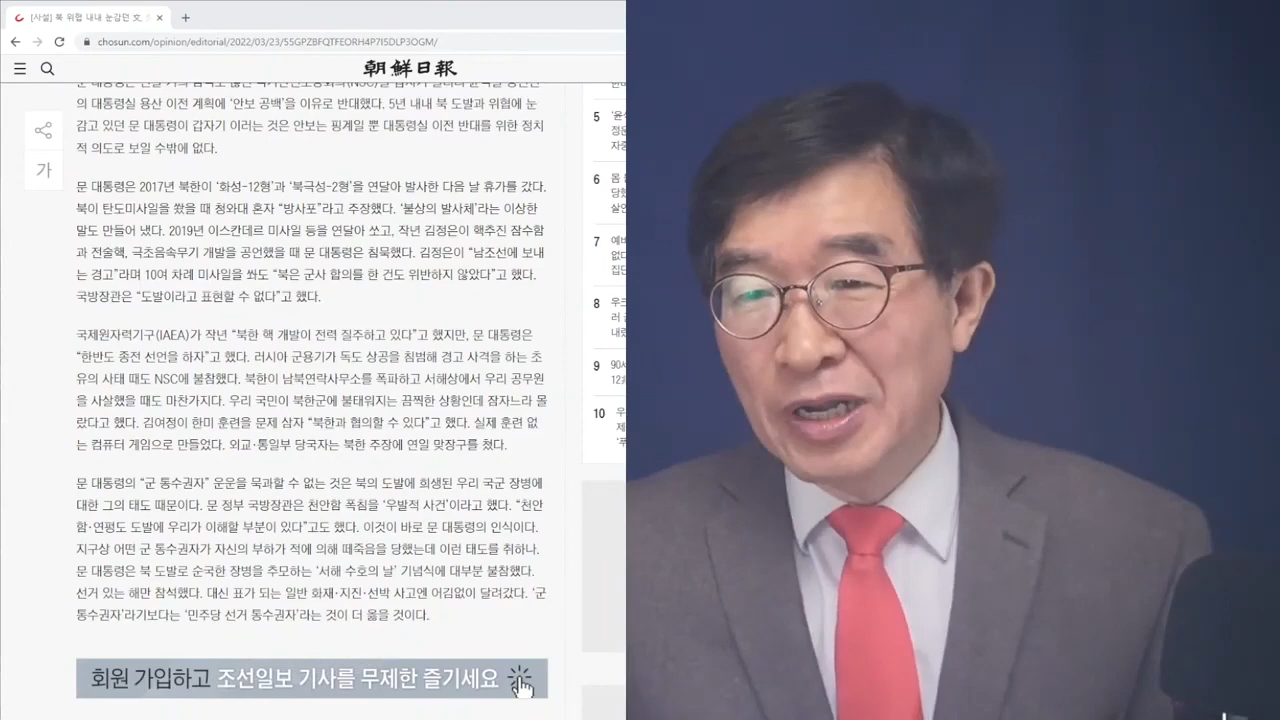 [사설] 북 위협 내내 눈감던 文
chosun.com/opinion/editorial/2022/03/23/55GPZBFQTFEORH4P7I5DLP3OGM/
朝鮮日報
의 대통령실 용산 이전 계획에 ‘안보 공백’을 이유로 반대했다. 5년 내내 북 도발과 위협에 눈
감고 있던 문 대통령이 갑자기 이러는 것은 안보는 핑계일 뿐 대통령실 이전 반대를 위한 정치
적 의도로 보일 수밖에 없다.
가
문 대통령은 2017년 북한이 ‘화성-12형’과 ‘북극성-2형’을 연달아 발사한 다음 날 휴가를 갔다.
북이 탄도미사일을 쐈을 때 청와대 혼자 “방사포”라고 주장했다. ‘불상의 발사체’라는 이상한
말도 만들어 냈다. 2019년 이스칸데르 미사일 등을 연달아 쏘고, 작년 김정은이 핵추진 잠수함
과 전술핵, 극초음속무기 개발을 공언했을 때 문 대통령은 침묵했다. 김정은이 “남조선에 보내
는 경고”라며 10여 차례 미사일을 쏴도 “북은 군사 합의를 한 건도 위반하지 않았다”고 했다.
국방장관은 “도발이라고 표현할 수 없다”고 했다.
국제원자력기구(IAEA)가 작년 “북한 핵 개발이 전력 질주하고 있다”고 했지만, 문 대통령은
“한반도 종전 선언을 하자”고 했다. 러시아 군용기가 독도 상공을 침범해 경고 사격을 하는 초
유의 사태 때도 NSC에 불참했다. 북한이 남북연락사무소를 폭파하고 서해상에서 우리 공무원
을 사살했을 때도 마찬가지다. 우리 국민이 북한군에 불태워지는 끔찍한 상황인데 잠자느라 몰
랐다고 했다. 김여정이 한미 훈련을 문제 삼자 “북한과 협의할 수 있다”고 했다. 실제 훈련 없
는 컴퓨터 게임으로 만들었다. 외교·통일부 당국자는 북한 주장에 연일 맞장구를 쳤다.
문 대통령의 “군 통수권자” 운운을 묵과할 수 없는 것은 북의 도발에 희생된 우리 국군 장병에
대한 그의 태도 때문이다. 문 정부 국방장관은 천안함 폭침을 ‘우발적 사건’이라고 했다. “천안
함·연평도 도발에 우리가 이해할 부분이 있다”고도 했다. 이것이 바로 문 대통령의 인식이다.
지구상 어떤 군 통수권자가 자신의 부하가 적에 의해 떼죽음을 당했는데 이런 태도를 취하나.
문 대통령은 북 도발로 순국한 장병을 추모하는 ‘서해 수호의 날’ 기념식에 대부분 불참했다.
선거 있는 해만 참석했다. 대신 표가 되는 일반 화재·지진·선박 사고엔 어김없이 달려갔다. ‘군
통수권자’라기보다는 ‘민주당 선거 통수권자’라는 것이 더 옳을 것이다.
회원 가입하고 조선일보 기사를 무제한 즐기세요
5
6
7
8
9
10